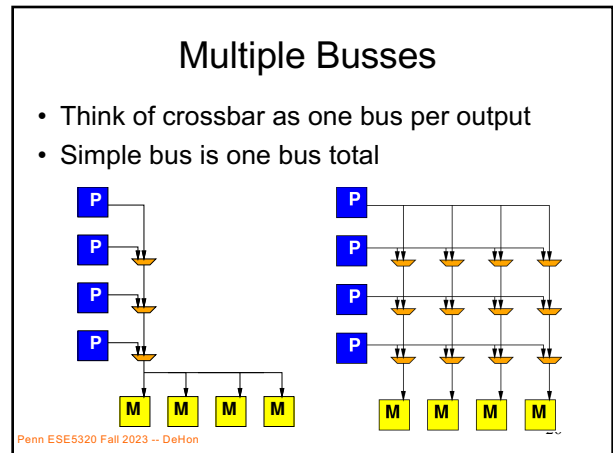 Multiple Busses
• Think of crossbar as one bus per output
• Simple bus is one bus total
P P
P P
P P
P P
M M M M M M M M
Penn ESE5320 Fall 2023 -- DeHon